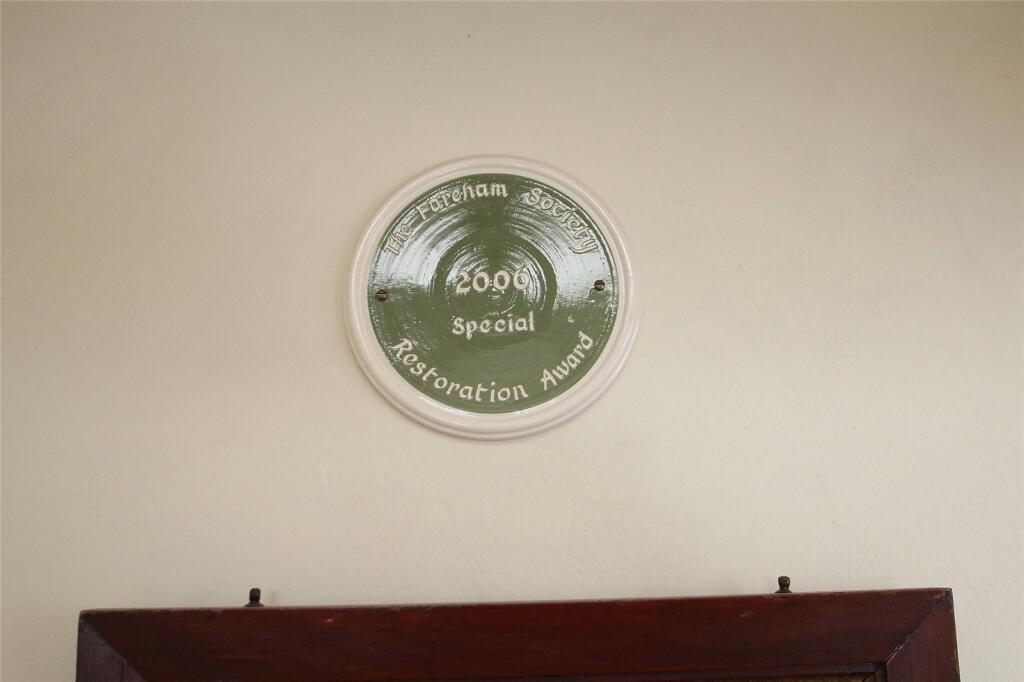 The Fareham Society
2006
Special
Restoration Award